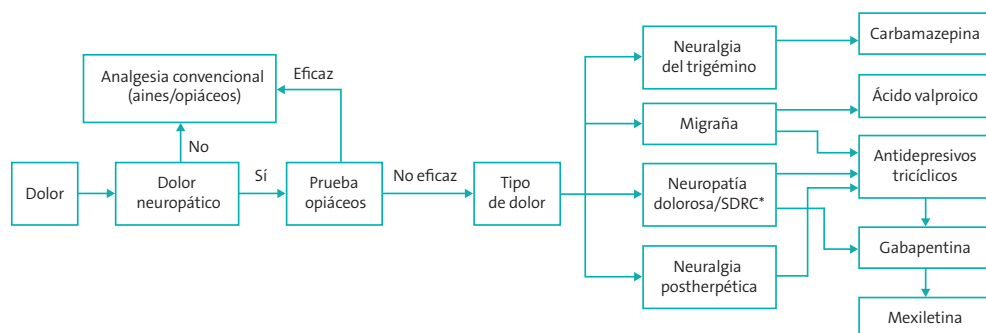 Dolor
Dolor
neuropático
No
Analgesia convencional
(aines/opiáceos)
Sí
Prueba
opiáceos
Eficaz
No eficaz
Tipo
de dolor
Neuralgia
del trigémino
Migraña
Neuropatía
dolorosa/SDRC*
Neuralgia
postherpética
Carbamazepina
Ácido valproico
Antidepresivos
tricíclicos
Gabapentina
Mexiletina